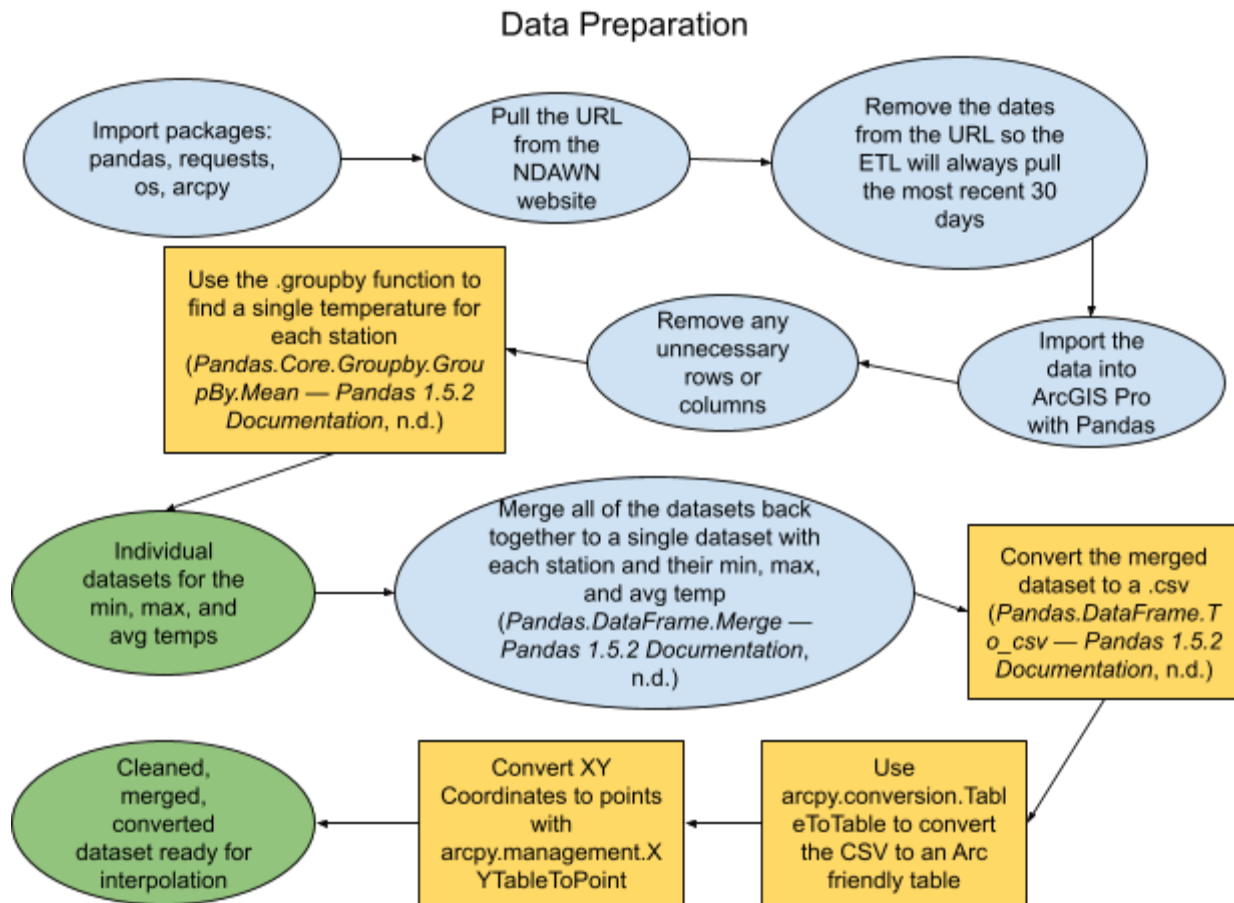 Data Preparation
Import packages:
pandas, requests,
os, arcpy
Pull the URL
from the
NDAWN
website
Remove the dates
from the URL so the
ETL will always pull
the most recent 30
days
Import the
data into
ArcGIS Pro
with Pandas
Remove any
unnecessary
rows or
columns
Use the .groupby function to
find a single temperature for
each station
(Pandas.Core.Groupby.Grou
pBy.Mean — Pandas 1.5.2
Documentation, n.d.)
Individual
datasets for the
min, max, and
avg temps
Merge all of the datasets back
together to a single dataset with
each station and their min, max,
and avg temp
(Pandas.DataFrame.Merge —
Pandas 1.5.2 Documentation,
n.d.)
Convert the merged
dataset to a .csv
(Pandas.DataFrame.T
o_csv — Pandas 1.5.2
Documentation, n.d.)
Use
arcpy.conversion.Tabl
eToTable to convert
the CSV to an Arc
friendly table
Convert XY
Coordinates to points
with
arcpy.management.X
YTableToPoint
Cleaned,
merged,
converted
dataset ready for
interpolation